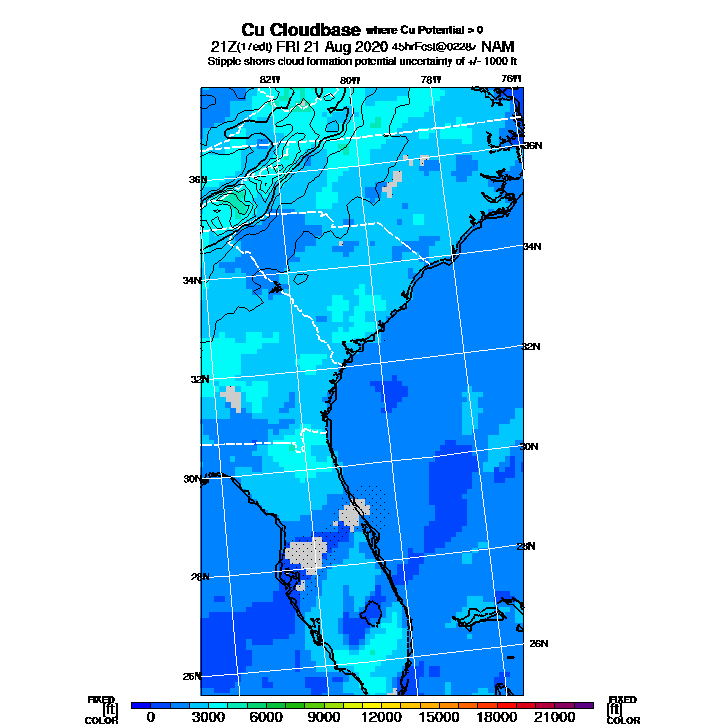 Cu Cloudbase where Cu Potential > 0
21Z(17edt) FRI 21 Aug 2020 45hrFcst@0228z NAM
Stipple shows cloud formation potential uncertainty of +/- 1000 ft
82W 80W 78W 76W
36N
36N
34N
34N
32N
32N
30N
30N
28N
28N
26N
26N
FIXED FIXED
[ft] [ft]
COLOR COLOR
0 3000 6000 9000 12000 15000 18000 21000